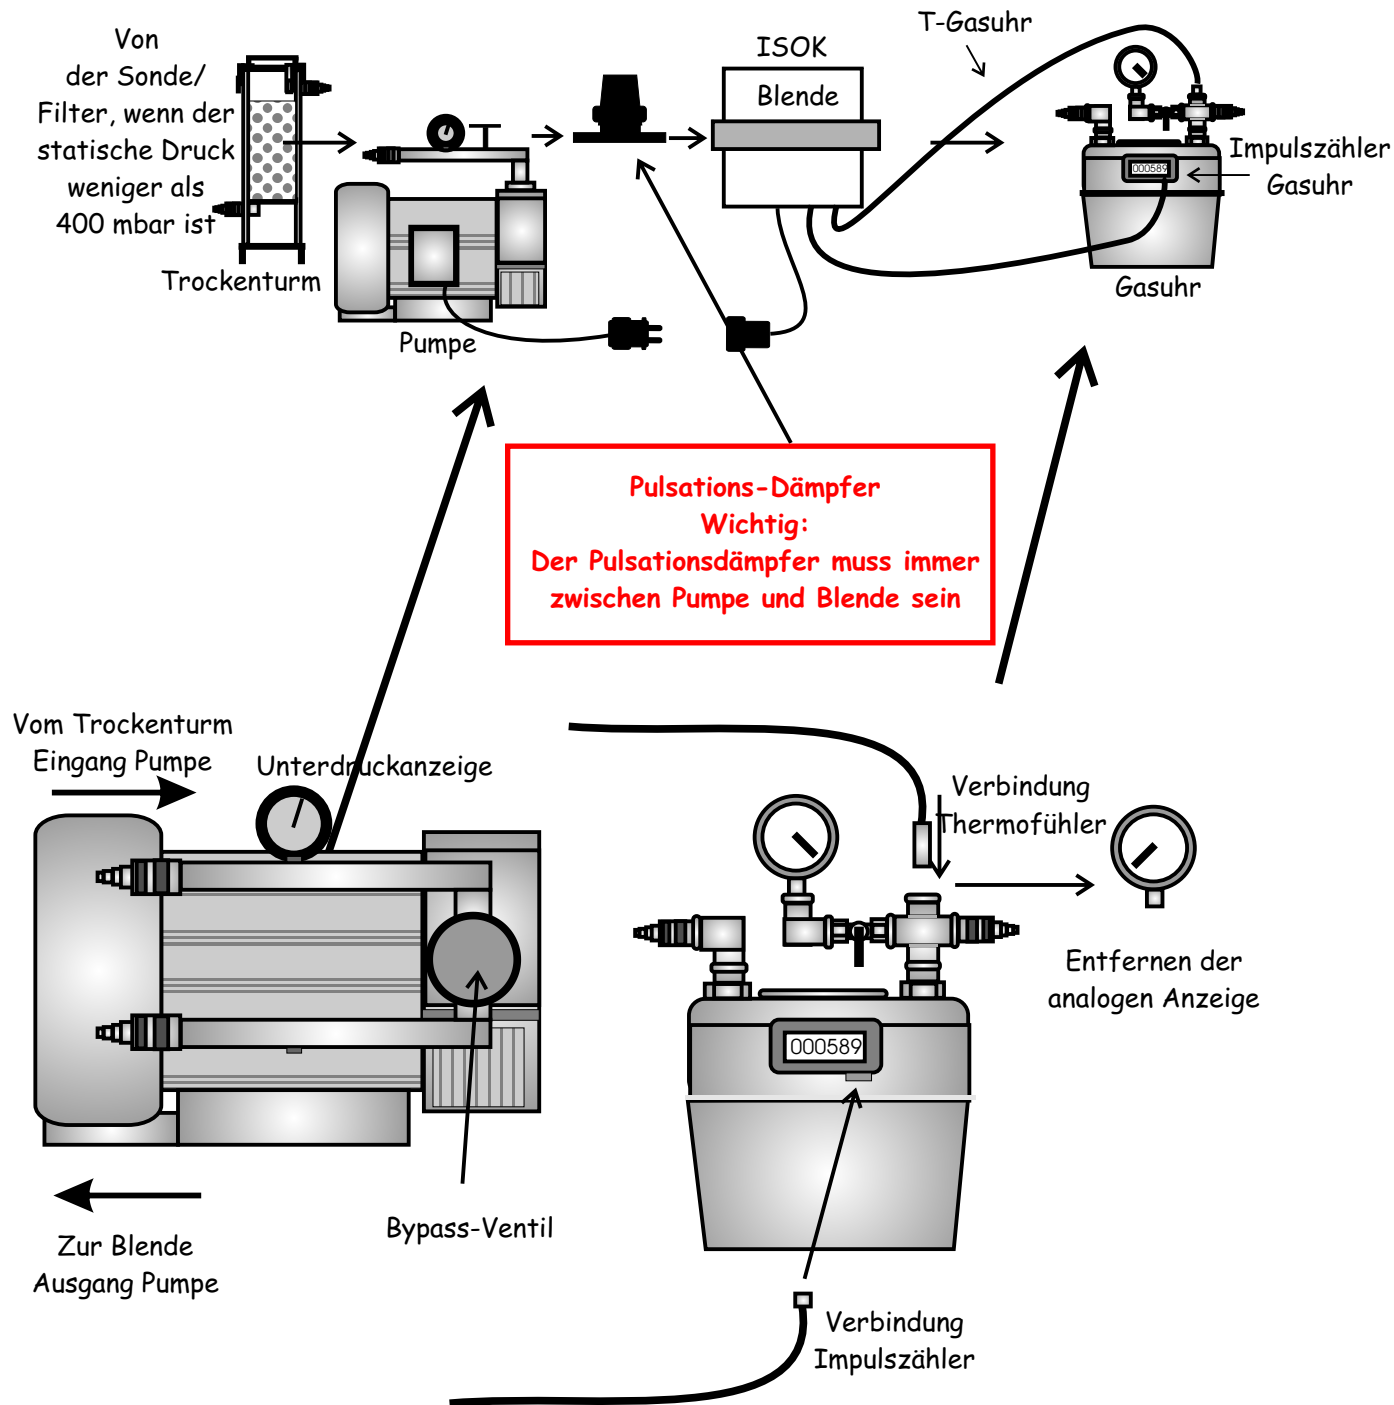 Von
der Sonde/
Filter, wenn der
statische Druck
weniger als
400 mbar ist
Trockenturm
Pumpe
ISOK
Blende
T-Gasuhr
000589
Impulszähler
Gasuhr
Gasuhr
Pulsations-Dämpfer
Wichtig:
Der Pulsationsdämpfer muss immer
zwischen Pumpe und Blende sein
Vom Trockenturm
Eingang Pumpe
Unterdruckanzeige
Bypass-Ventil
Zur Blende
Ausgang Pumpe
Verbindung
Thermofühler
Entfernen der
analogen Anzeige
000589
Verbindung
Impulszähler